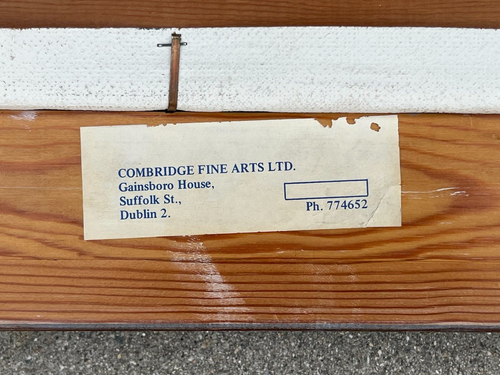 COMBRIDGE FINE ARTS LTD.
Gainsboro House,
Suffolk St.,
Dublin 2.
Ph. 774652